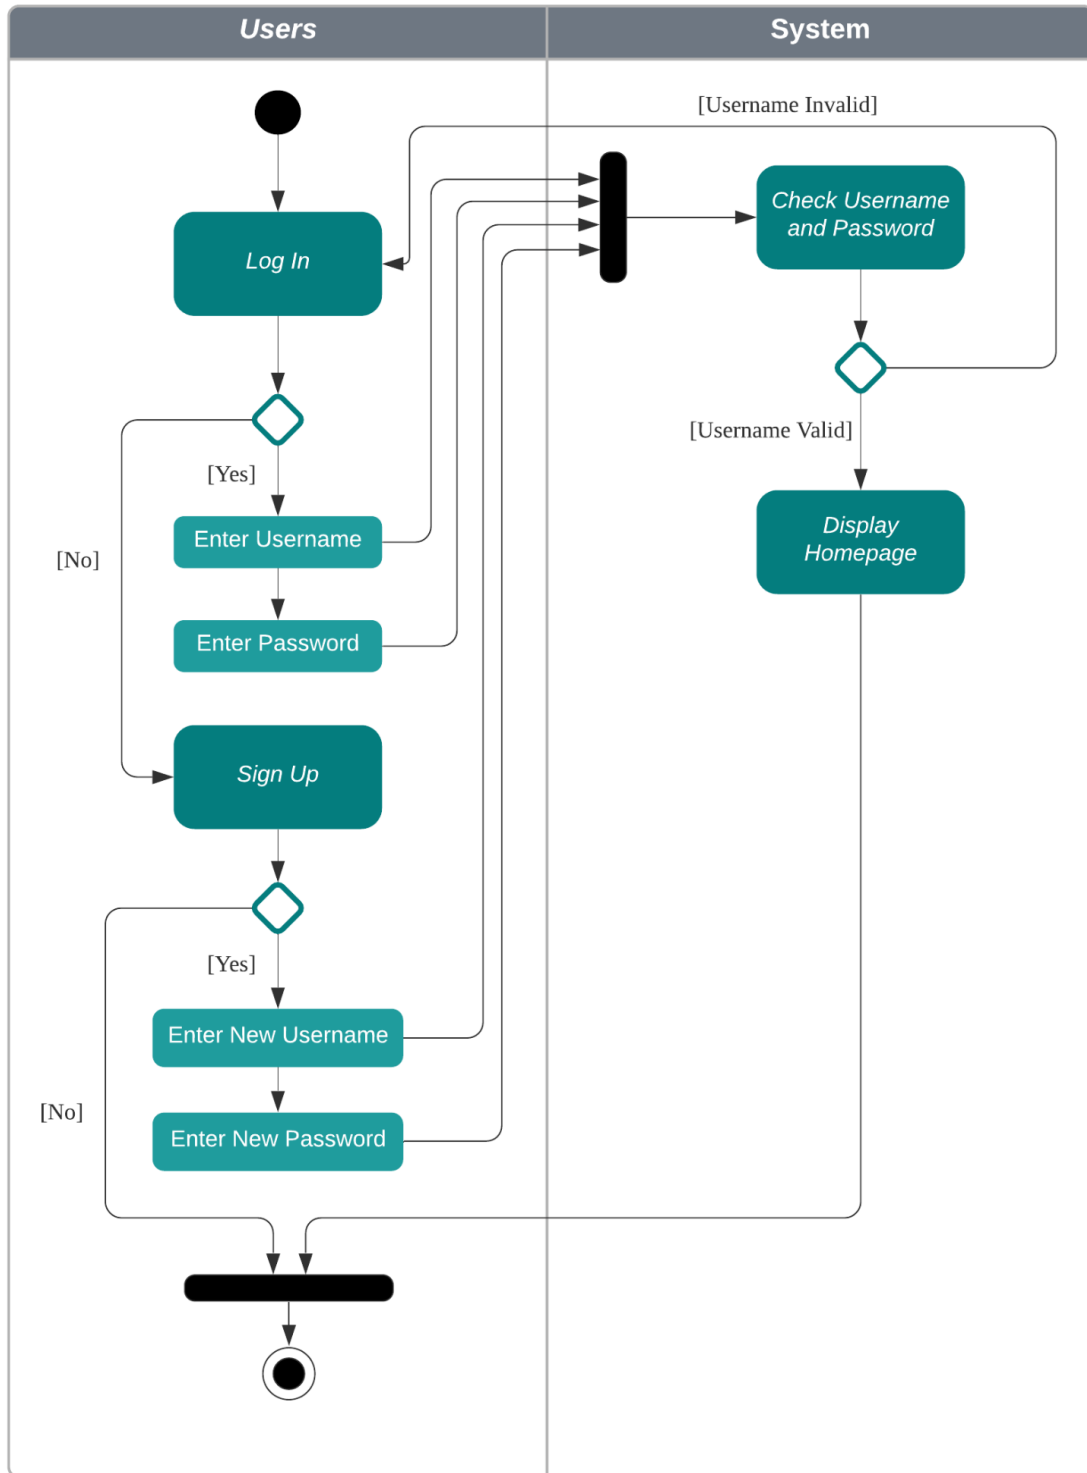 Users
System
[Username Invalid]
Check Username
and Password
Log In
[Username Valid]
[Yes]
Enter Username
Display
Homepage
[No]
Enter Password
Sign Up
[Yes]
Enter New Username
[No]
Enter New Password